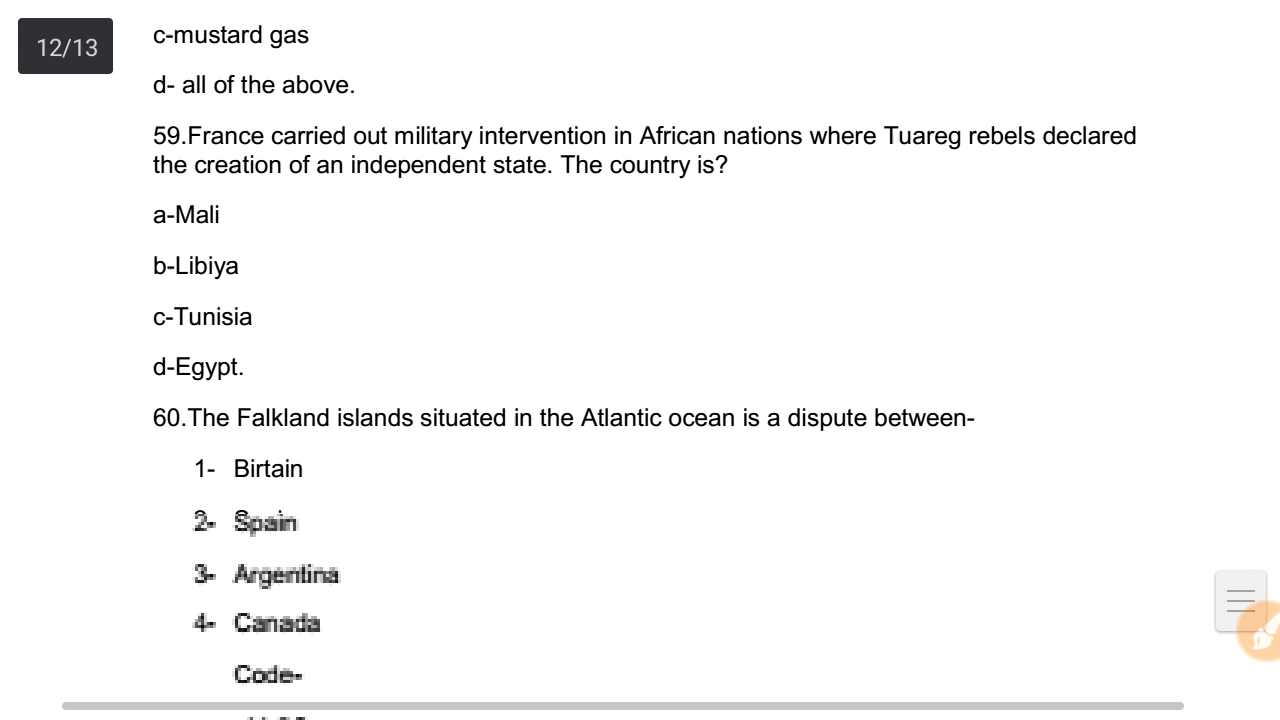 12/13
c-mustard gas
d- all of the above.
59.France carried out military intervention in African nations where Tuareg rebels declared
the creation of an independent state. The country is?
a-Mali
b-Libiya
c-Tunisia
d-Egypt.
60.The Falkland islands situated in the Atlantic ocean is a dispute between-
1- Birtain
2- Spain
3- Argentina
4- Canada
Code-